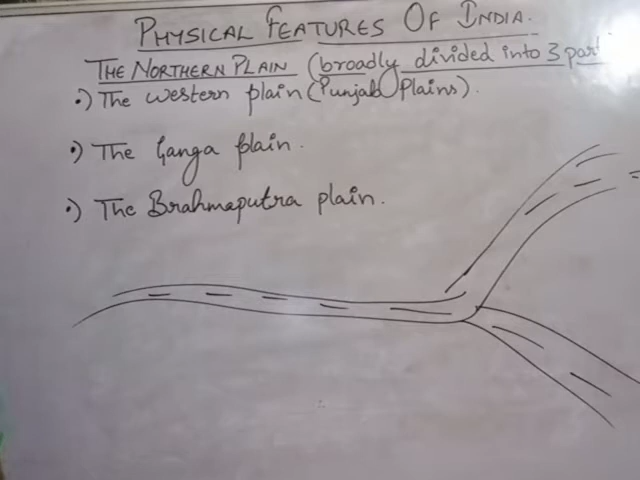 PHYSICAL FEATURES OF INDIA.
THE NORTHERN PLAIN (broadly divided into 3 part
•) The western plain (Punjab Plains).
•) The Ganga plain.
•) The Brahmaputra plain.